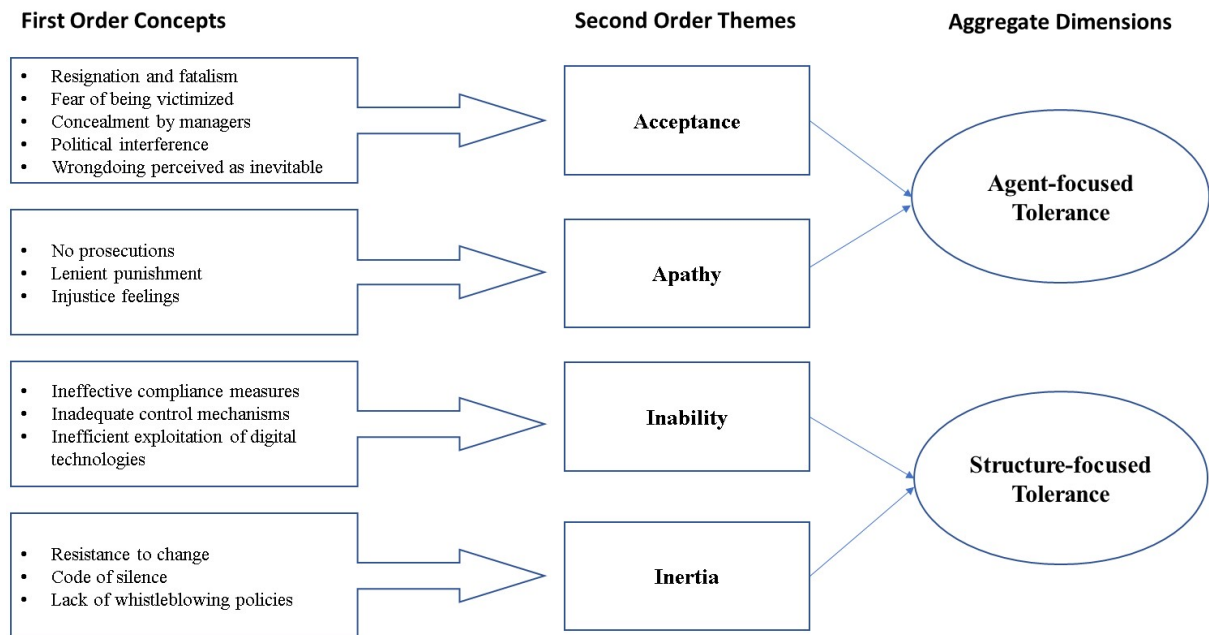 First Order Concepts
Second Order Themes
Aggregate Dimensions
• Resignation and fatalism
• Fear of being victimized
• Concealment by managers
• Political interference
• Wrongdoing perceived as inevitable
Acceptance
Agent-focused
Tolerance
• No prosecutions
• Lenient punishment
• Injustice feelings
Apathy
• Ineffective compliance measures
• Inadequate control mechanisms
• Inefficient exploitation of digital
technologies
Inability
Structure-focused
Tolerance
• Resistance to change
• Code of silence
• Lack of whistleblowing policies
Inertia